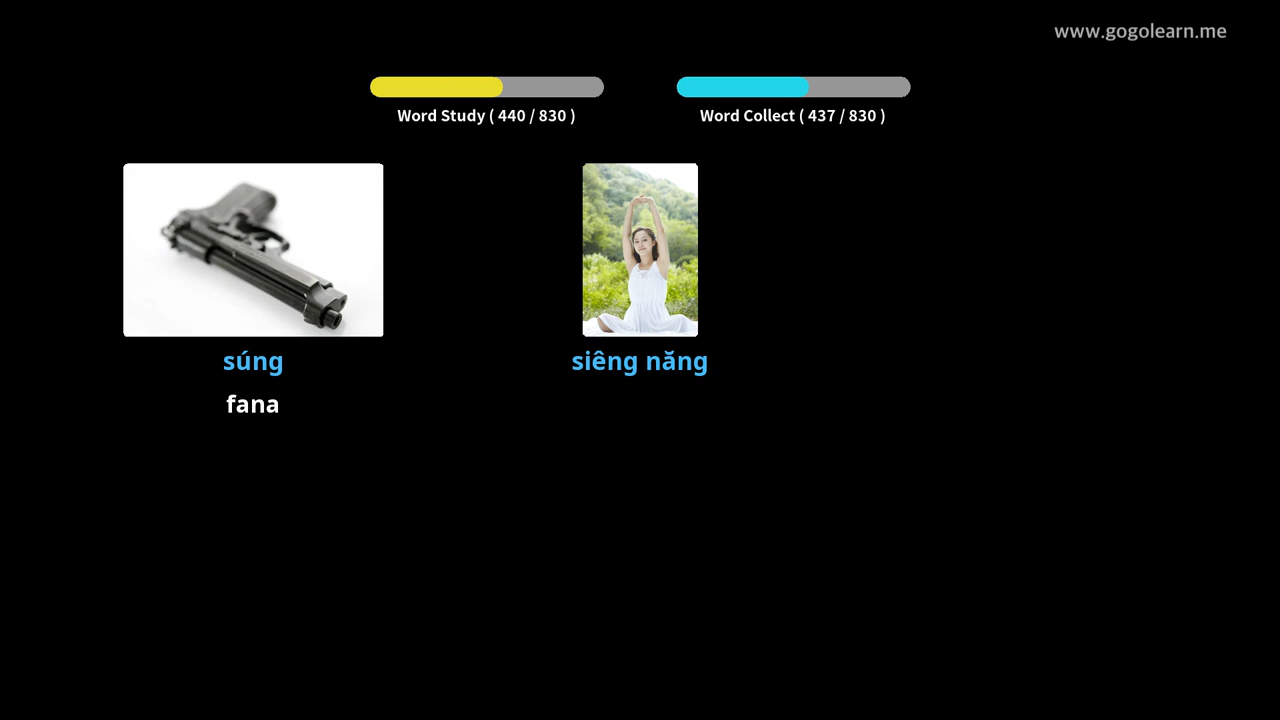 www.gogolearn.me
Word Study ( 440 / 830 )
Word Collect ( 437 / 830 )
súng
siêng năng
fana